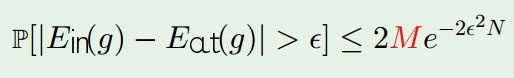 ℙ[|E_in(g) − E_out(g)| > ϵ] ≤ 2Me^{−2ϵ²N}